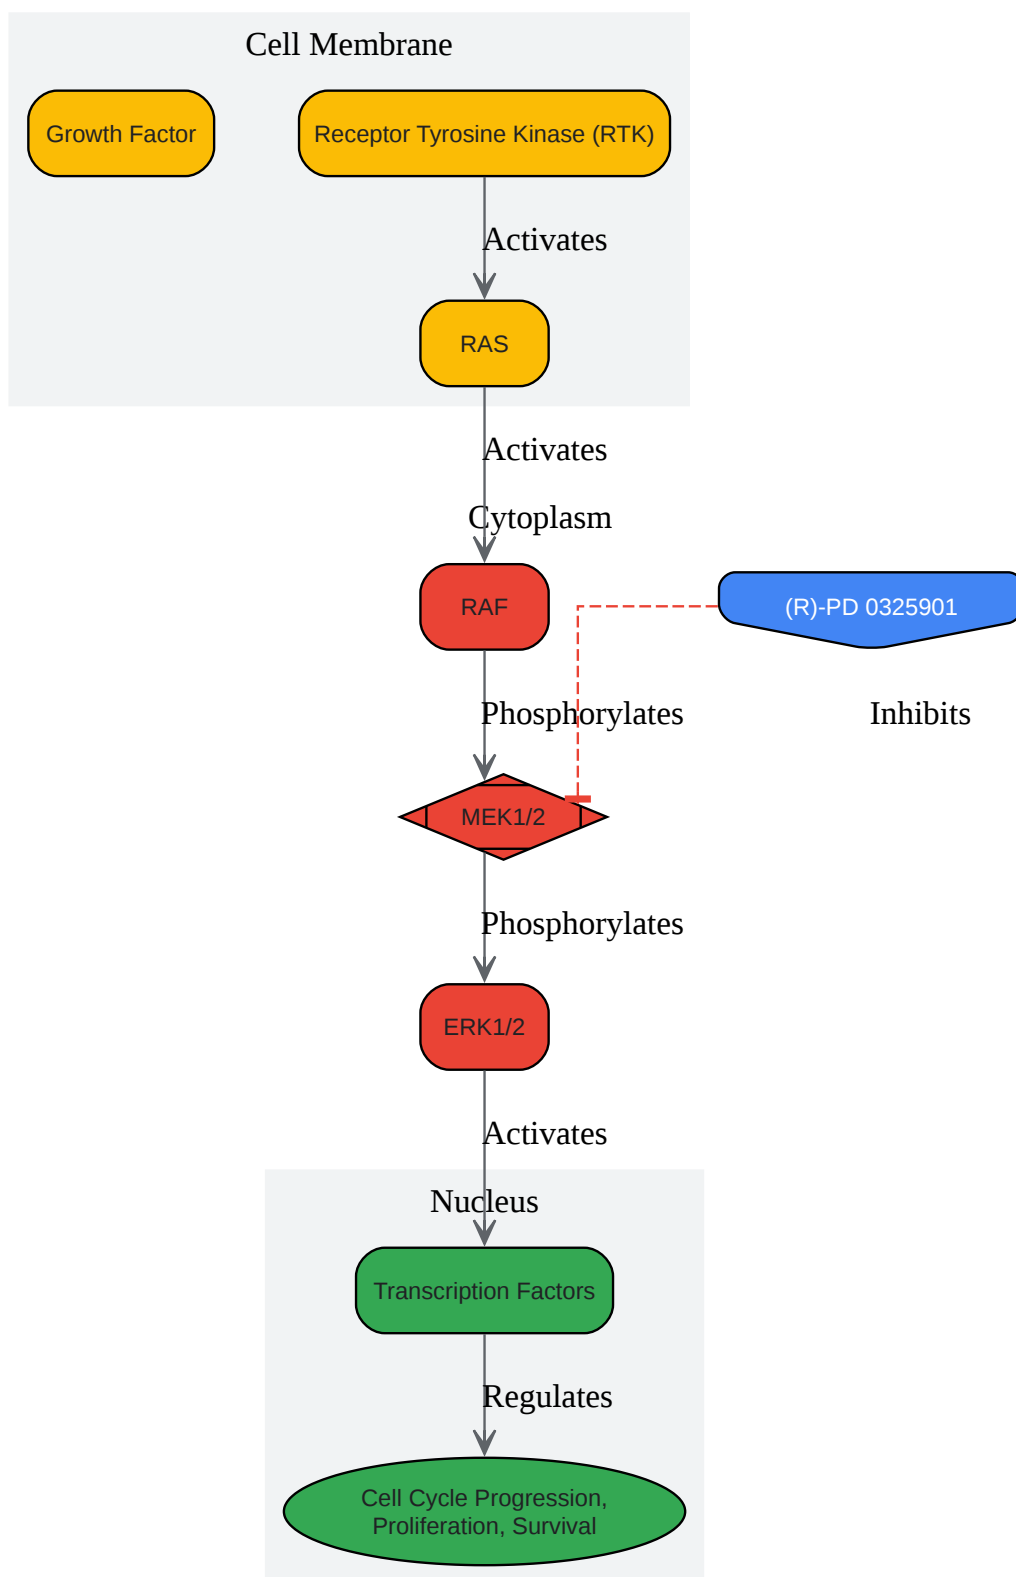 Cell Membrane
Growth Factor
Receptor Tyrosine Kinase (RTK)
Activates
RAS
Activates
Cytoplasm
RAF
(R)-PD 0325901
Phosphorylates
Inhibits
MEK1/2
Phosphorylates
ERK1/2
Activates
Nucleus
Transcription Factors
Regulates
Cell Cycle Progression,
Proliferation, Survival